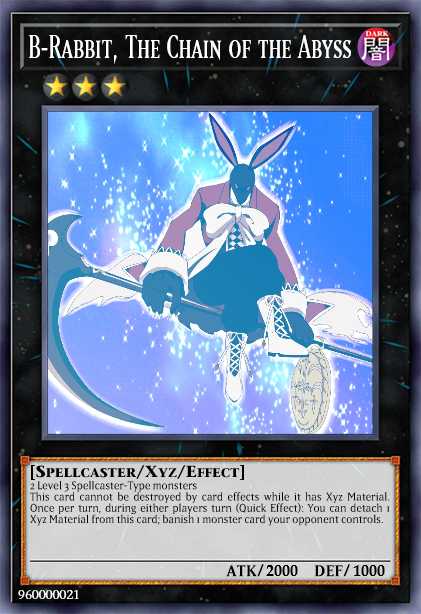 B-Rabbit, The Chain of the Abyss
DARK
闇
[Spellcaster/Xyz/Effect]
2 Level 3 Spellcaster-Type monsters
This card cannot be destroyed by card effects while it has Xyz Material.
Once per turn, during either players turn (Quick Effect): You can detach 1
Xyz Material from this card; banish 1 monster card your opponent controls.
ATK/2000 DEF/1000
960000021